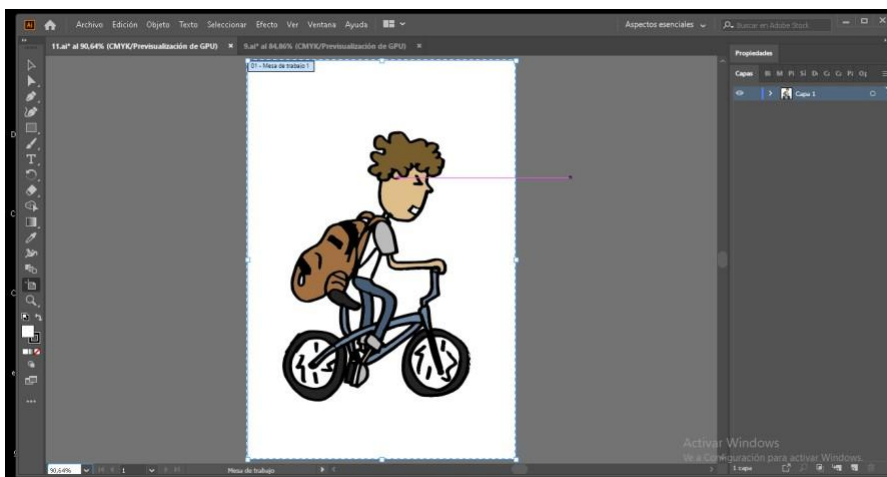 Ai Archivo Edición Objeto Texto Seleccionar Efecto Ver Ventana Ayuda Aspectos esenciales Buscar en Adobe Stock
11.ai* al 90,64% (CMYK/Previsualización de GPU) × 9.ai* al 84,86% (CMYK/Previsualización de GPU) ×
Propiedades
01 - Mesa de trabajo 1
Capas
Capa 1
Activar Windows
Ve a Configuración para activar Windows.
90,64% 1 Mesa de trabajo 1 capa